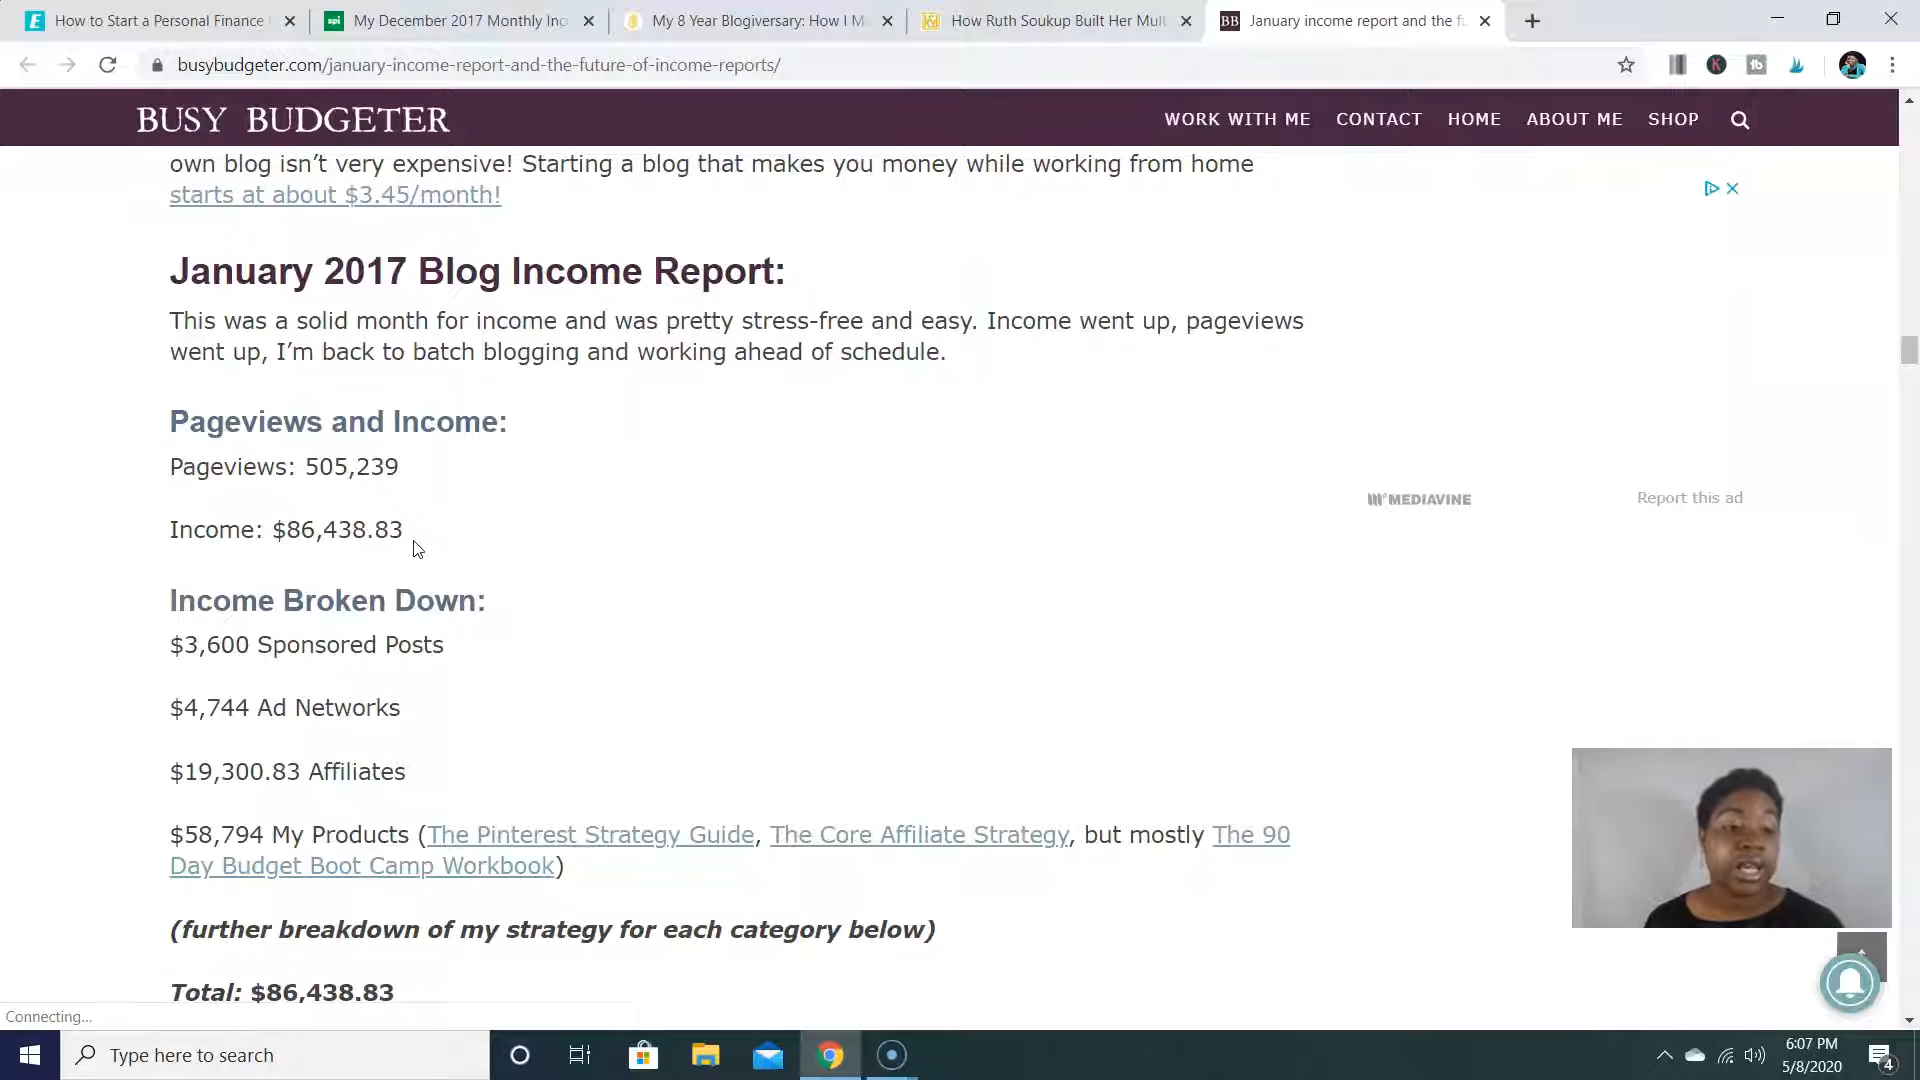 How to Start a Personal Finance
My December 2017 Monthly Inc
My 8 Year Blogiversary: How I M
How Ruth Soukup Built Her Mul
January income report and the fu
busybudgeter.com/january-income-report-and-the-future-of-income-reports/
BUSY BUDGETER
WORK WITH ME CONTACT HOME ABOUT ME SHOP
own blog isn’t very expensive! Starting a blog that makes you money while working from home
starts at about $3.45/month!
January 2017 Blog Income Report:
This was a solid month for income and was pretty stress-free and easy. Income went up, pageviews
went up, I’m back to batch blogging and working ahead of schedule.
Pageviews and Income:
Pageviews: 505,239
MEDIAVINE
Report this ad
Income: $86,438.83
Income Broken Down:
$3,600 Sponsored Posts
$4,744 Ad Networks
$19,300.83 Affiliates
$58,794 My Products (The Pinterest Strategy Guide, The Core Affiliate Strategy, but mostly The 90
Day Budget Boot Camp Workbook)
(further breakdown of my strategy for each category below)
Total: $86,438.83
Connecting...
Type here to search
6:07 PM
5/8/2020
4